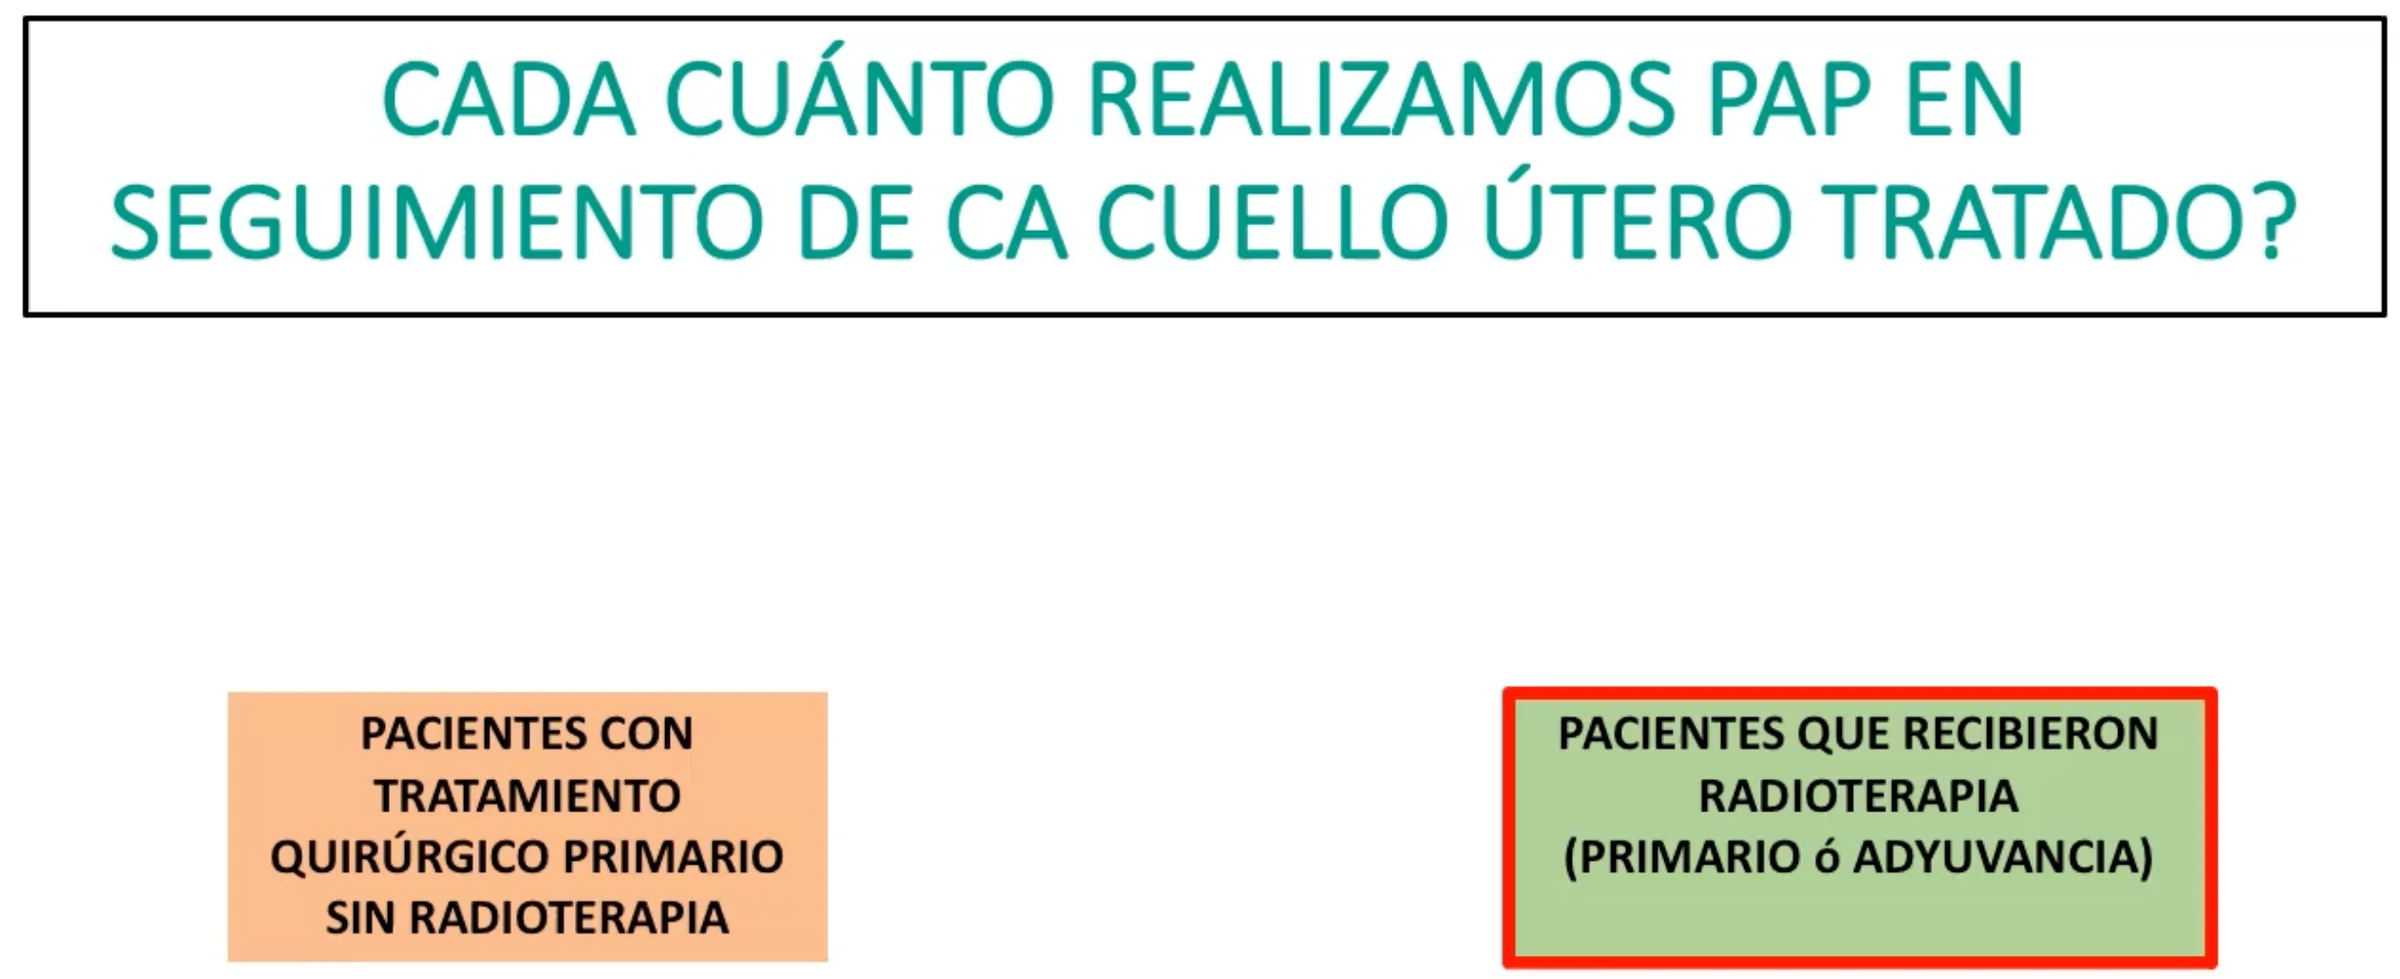 CADA CUÁNTO REALIZAMOS PAP EN
SEGUIMIENTO DE CA CUELLO ÚTERO TRATADO?
PACIENTES CON
TRATAMIENTO
QUIRÚRGICO PRIMARIO
SIN RADIOTERAPIA
PACIENTES QUE RECIBIERON
RADIOTERAPIA
(PRIMARIO ó ADYUVANCIA)